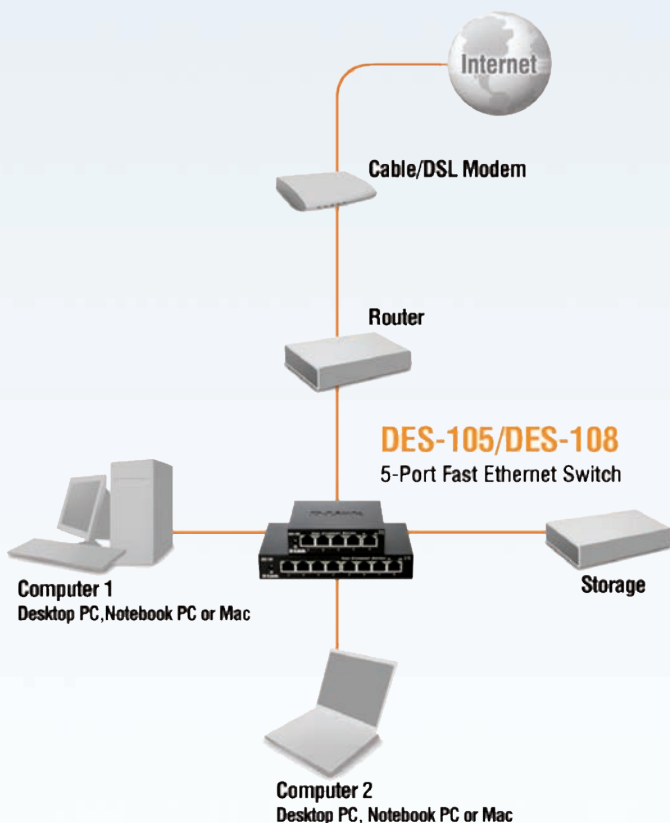 Internet
Cable/DSL Modem
Router
DES-105/DES-108
5-Port Fast Ethernet Switch
Computer 1
Desktop PC,Notebook PC or Mac
Storage
Computer 2
Desktop PC, Notebook PC or Mac